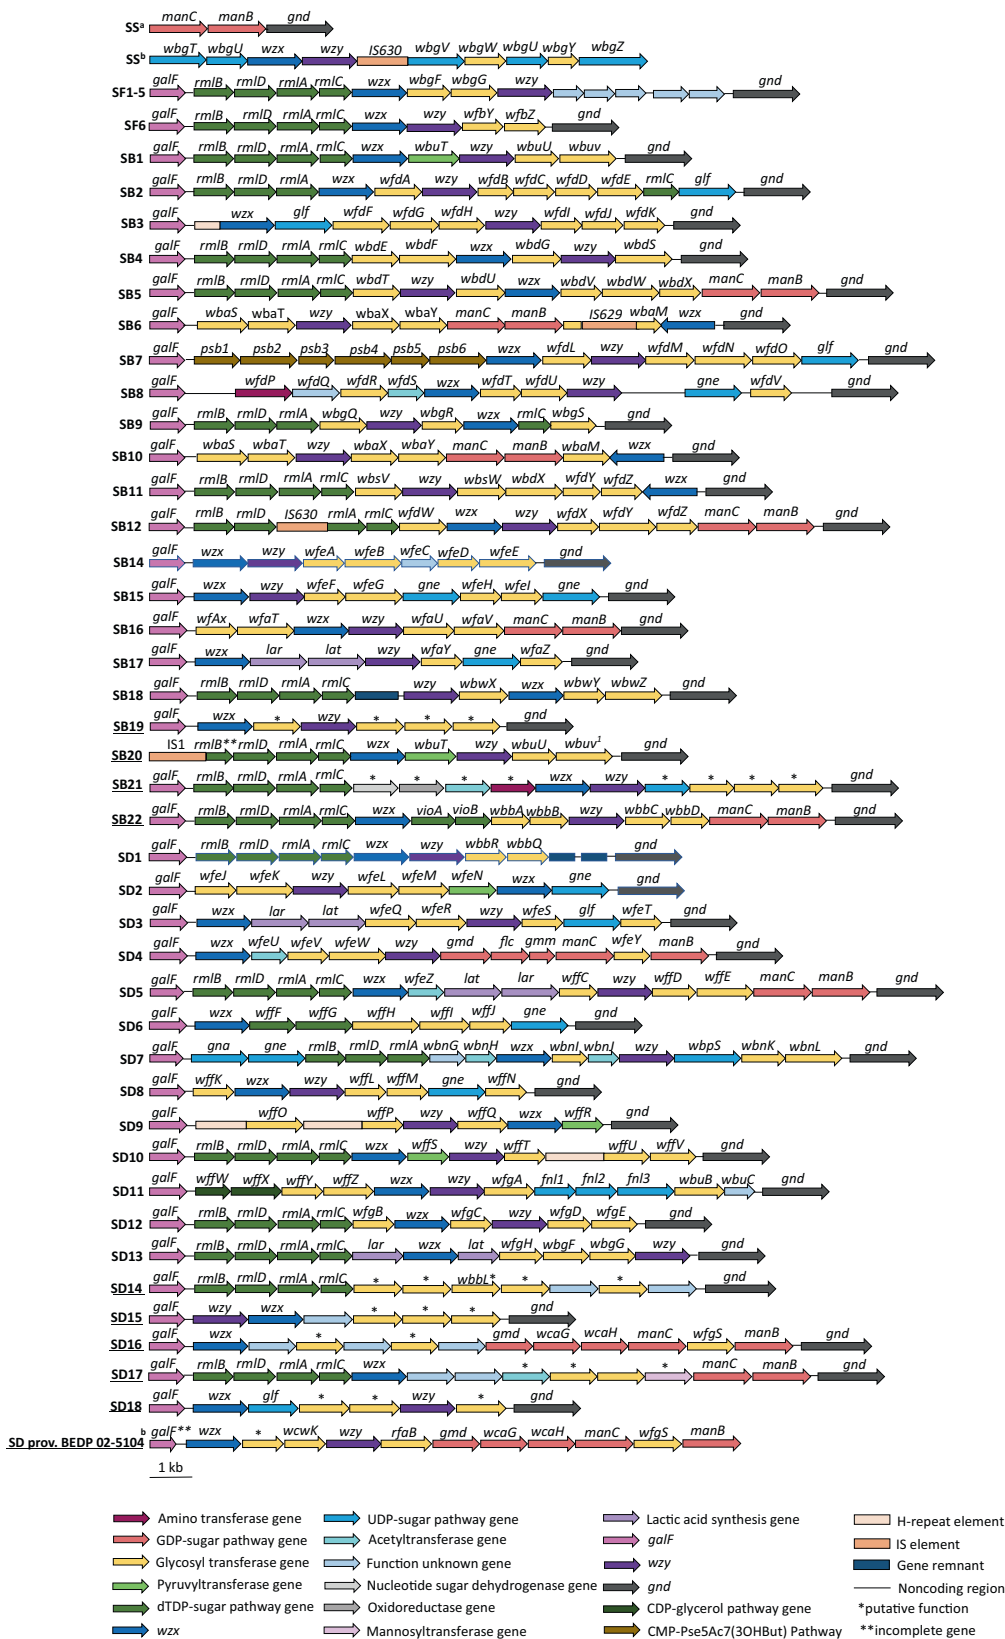 manC manB gnd
SSᵃ
wbgT wbgU wzx wzy IS630 wbgV wbgW wbgU wbgY wbgZ
SSᵇ
galF rmlB rmlD rmlA rmlC wzx wbgF wbgG wzy gnd
SF1-5
galF rmlB rmlD rmlA rmlC wzx wzy wfbY wfbZ gnd
SF6
galF rmlB rmlD rmlA rmlC wzx wbuT wzy wbuU wbuv gnd
SB1
galF rmlB rmlD rmlA wzx wfdA wzy wfdB wfdC wfdD wfdE rmlC glf gnd
SB2
galF wzx glf wfdF wfdG wfdH wzy wfdI wfdJ wfdK gnd
SB3
galF rmlB rmlD rmlA rmlC wbdE wbdF wzx wbdG wzy wbdS gnd
SB4
galF rmlB rmlD rmlA rmlC wbdT wzy wbdU wzx wbdV wbdW wbdX manC manB gnd
SB5
galF wbaS wbaT wzy wbaX wbaY manC manB IS629 wbaM wzx gnd
SB6
galF psb1 psb2 psb3 psb4 psb5 psb6 wzx wfdL wzy wfdM wfdN wfdO glf gnd
SB7
galF wfdP wfdQ wfdR wfdS wzx wfdT wfdU wzy gne wfdV gnd
SB8
galF rmlB rmlD rmlA wbgQ wzy wbgR wzx rmlC wbgS gnd
SB9
galF wbaS wbaT wzy wbaX wbaY manC manB wbaM wzx gnd
SB10
galF rmlB rmlD rmlA rmlC wbsV wzy wbsW wbdX wfdY wfdZ wzx gnd
SB11
galF rmlB rmlD IS630 rmlA rmlC wfdW wzx wzy wfdX wfdY wfdZ manC manB gnd
SB12
galF wzx wzy wfeA wfeB wfeC wfeD wfeE gnd
SB14
galF wzx wzy wfeF wfeG gne wfeH wfeI gne gnd
SB15
galF wfAx wfaT wzx wzy wfaU wfaV manC manB gnd
SB16
galF wzx lar lat wzy wfaY gne wfaZ gnd
SB17
galF rmlB rmlD rmlA rmlC wzy wbwX wzx wbwY wbwZ gnd
SB18
galF wzx * wzy * * * gnd
SB19
IS1 rmlB** rmlD rmlA rmlC wzx wbuT wzy wbuU wbuv¹ gnd
SB20
galF rmlB rmlD rmlA rmlC * * * * wzx wzy * * * * gnd
SB21
galF rmlB rmlD rmlA rmlC wzx vioA vioB wbbA wbbB wzy wbbC wbbD manC manB gnd
SB22
galF rmlB rmlD rmlA rmlC wzx wzy wbbR wbbQ gnd
SD1
galF wfeJ wfeK wzy wfeL wfeM wfeN wzx gne gnd
SD2
galF wzx lar lat wfeQ wfeR wzy wfeS glf wfeT gnd
SD3
galF wzx wfeU wfeV wfeW wzy gmd flc gmm manC wfeY manB gnd
SD4
galF rmlB rmlD rmlA rmlC wzx wfeZ lat lar wffC wzy wffD wffE manC manB gnd
SD5
galF wzx wffF wffG wffH wffI wffJ gne gnd
SD6
galF gna gne rmlB rmlD rmlA wbnG wbnH wzx wbnI wbnJ wzy wbpS wbnK wbnL gnd
SD7
galF wffK wzx wzy wffL wffM gne wffN gnd
SD8
galF wffO wffP wzy wffQ wzx wffR gnd
SD9
galF rmlB rmlD rmlA rmlC wzx wffS wzy wffT wffU wffV gnd
SD10
galF wffW wffX wffY wffZ wzx wzy wfgA fnl1 fnl2 fnl3 wbuB wbuC gnd
SD11
galF rmlB rmlD rmlA rmlC wfgB wzx wfgC wzy wfgD wfgE gnd
SD12
galF rmlB rmlD rmlA rmlC lar wzx lat wfgH wbgF wbgG wzy gnd
SD13
galF rmlB rmlD rmlA rmlC * * wbbL* * * gnd
SD14
galF wzy wzx * * * gnd
SD15
galF wzx * * gmd wcaG wcaH manC wfgS manB gnd
SD16
galF rmlB rmlD rmlA rmlC wzx * * * manC manB gnd
SD17
galF wzx glf * * wzy * gnd
SD18
galF** wzx * wcwK wzy rfaB gmd wcaG wcaH manC wfgS manB
SD prov. BEDP 02-5104ᵇ
1 kb
Amino transferase gene
GDP-sugar pathway gene
Glycosyl transferase gene
Pyruvyltransferase gene
dTDP-sugar pathway gene
wzx
UDP-sugar pathway gene
Acetyltransferase gene
Function unknown gene
Nucleotide sugar dehydrogenase gene
Oxidoreductase gene
Mannosyltransferase gene
Lactic acid synthesis gene
galF
wzy
gnd
CDP-glycerol pathway gene
CMP-Pse5Ac7(3OHBut) Pathway
H-repeat element
IS element
Gene remnant
Noncoding region
*putative function
**incomplete gene